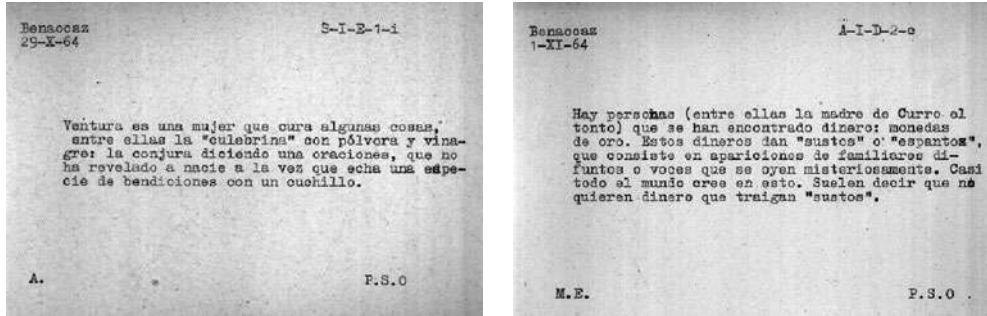 Benaocaz S-I-E-1-i
29-X-64
Ventura es una mujer que cura algunas cosas,
entre ellas la "culebrina" con pólvora y vina-
gre: la conjura diciendo una oraciones, que no
ha revelado a nacie a la vez que echa una espe-
cie de bendiciones con un cuchillo.
A. P.S.O
Benaocaz A-I-D-2-c
1-XI-64
Hay personas (entre ellas la madre de Curro el
tonto) que se han encontrado dinero: monedas
de oro. Estos dineros dan "sustos" o "espantos",
que consiste en apariciones de familiares di-
funtos o voces que se oyen misteriosamente. Casi
todo el mundo cree en esto. Suelen decir que no
quieren dinero que traigan "sustos".
M.E. P.S.O.